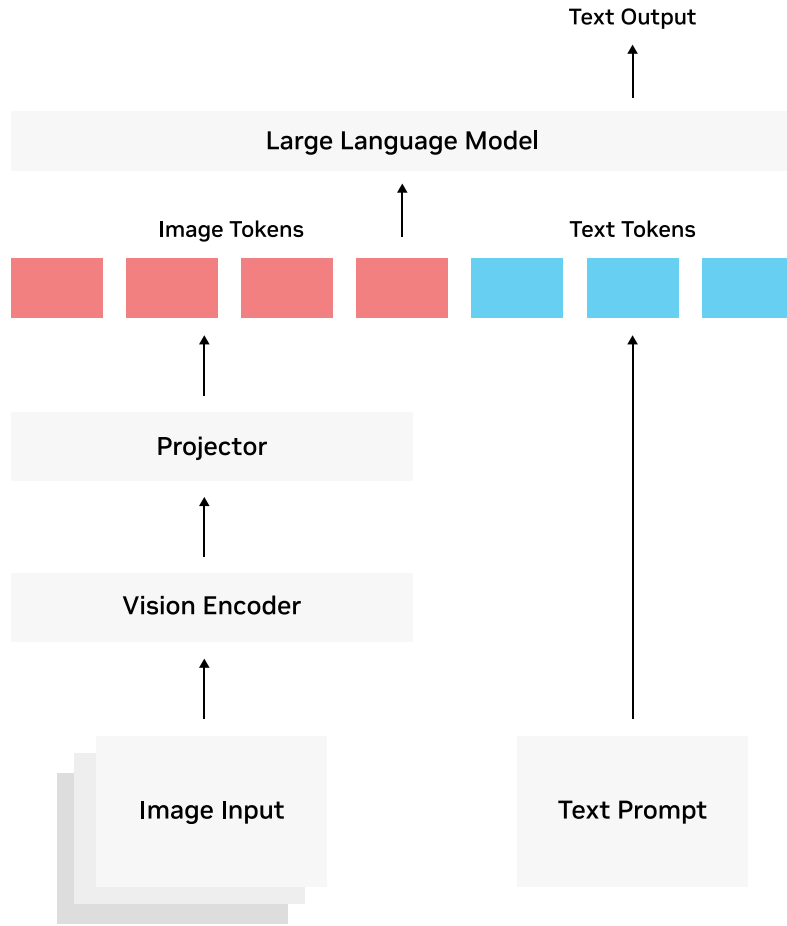 Text Output
Large Language Model
Image Tokens
Text Tokens
Projector
Vision Encoder
Image Input
Text Prompt